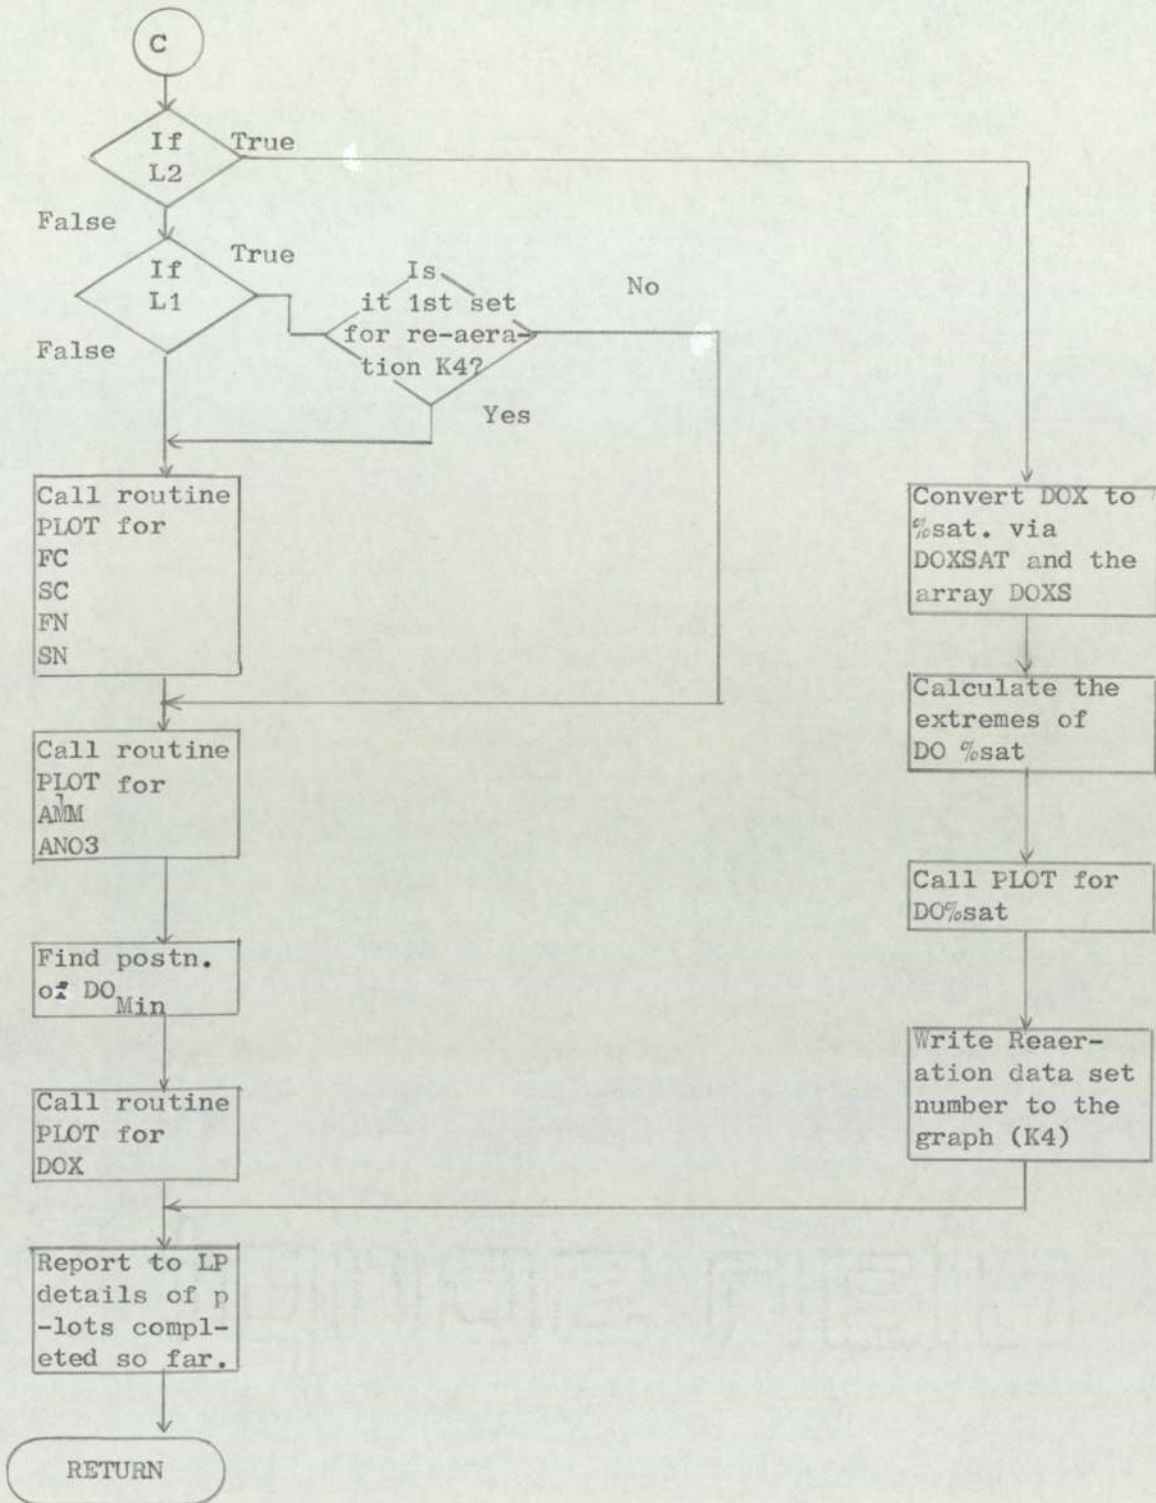 C
If
L2
True
False
If
L1
True
False
Is
it 1st set
for re-aera-
tion K4?
No
Yes
Call routine
PLOT for
FC
SC
FN
SN
Call routine
PLOT for
AMM
ANO3
Find postn.
of DO Min
Call routine
PLOT for
DOX
Report to LP
details of p
-lots compl-
eted so far.
RETURN
Convert DOX to
%sat. via
DOXSAT and the
array DOXS
Calculate the
extremes of
DO %sat
Call PLOT for
DO%sat
Write Reaer-
ation data set
number to the
graph (K4)